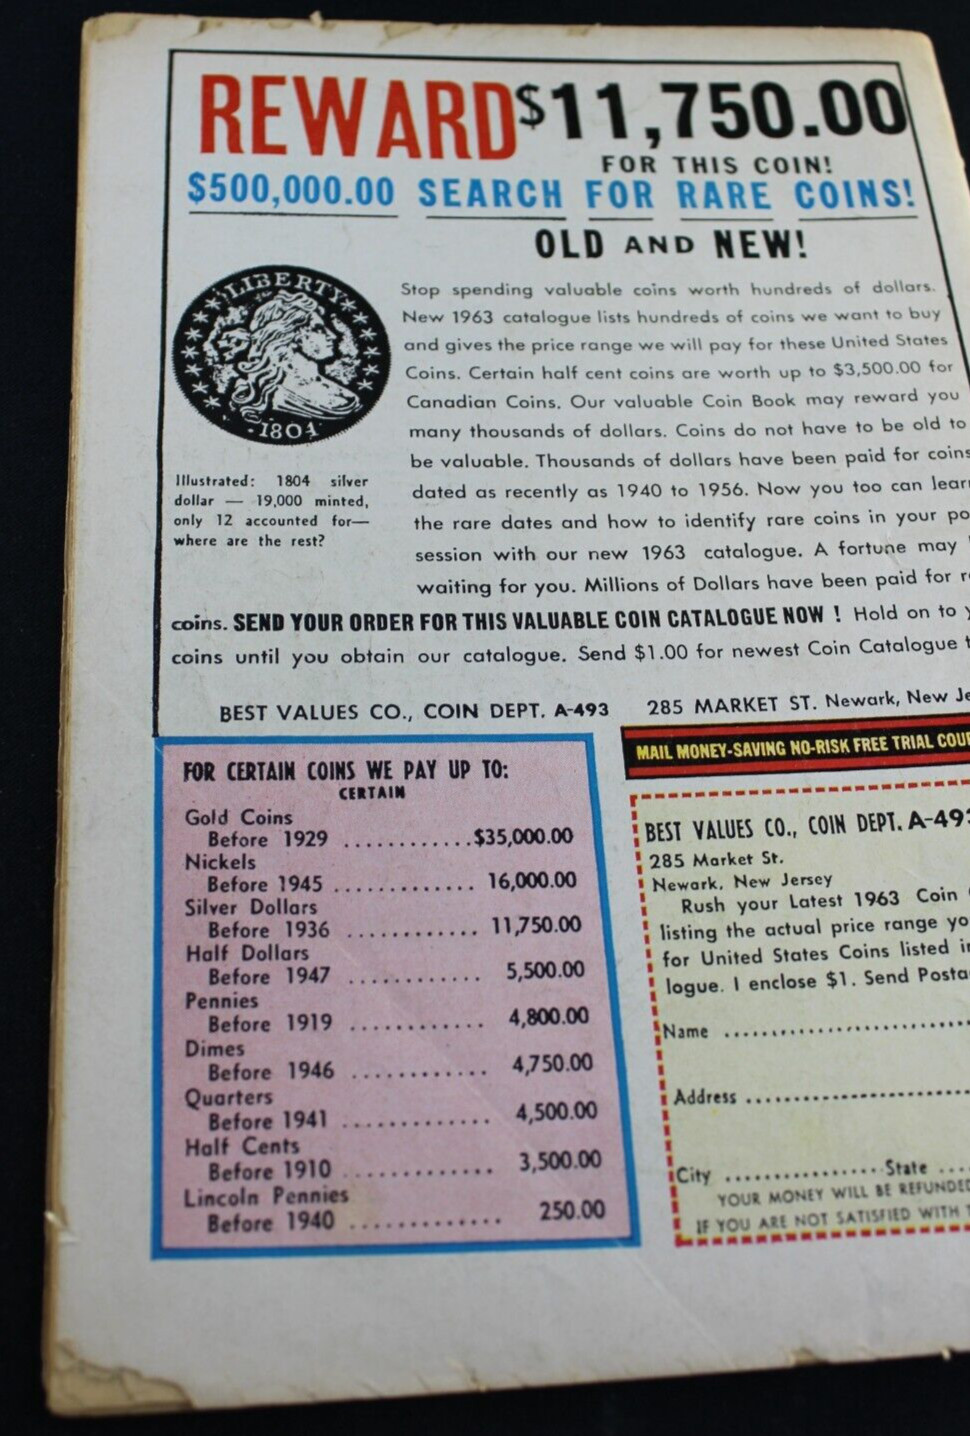 REWARD $11,750.00
FOR THIS COIN!
$500,000.00 SEARCH FOR RARE COINS!
OLD AND NEW!
LIBERTY
1804
Illustrated: 1804 silver
dollar — 19,000 minted,
only 12 accounted for—
where are the rest?
Stop spending valuable coins worth hundreds of dollars.
New 1963 catalogue lists hundreds of coins we want to buy
and gives the price range we will pay for these United States
Coins. Certain half cent coins are worth up to $3,500.00 for
Canadian Coins. Our valuable Coin Book may reward you
many thousands of dollars. Coins do not have to be old to
be valuable. Thousands of dollars have been paid for coins
dated as recently as 1940 to 1956. Now you too can lear
the rare dates and how to identify rare coins in your po
session with our new 1963 catalogue. A fortune may
waiting for you. Millions of Dollars have been paid for r
coins. SEND YOUR ORDER FOR THIS VALUABLE COIN CATALOGUE NOW ! Hold on to y
coins until you obtain our catalogue. Send $1.00 for newest Coin Catalogue t
BEST VALUES CO., COIN DEPT. A-493 285 MARKET ST. Newark, New Je
FOR CERTAIN COINS WE PAY UP TO:
CERTAIN
Gold Coins
Before 1929 ............$35,000.00
Nickels
Before 1945 ............. 16,000.00
Silver Dollars
Before 1936 ............ 11,750.00
Half Dollars
Before 1947 ............ 5,500.00
Pennies
Before 1919 ............ 4,800.00
Dimes
Before 1946 ............ 4,750.00
Quarters
Before 1941 ............. 4,500.00
Half Cents
Before 1910 ............. 3,500.00
Lincoln Pennies
Before 1940 ............. 250.00
MAIL MONEY-SAVING NO-RISK FREE TRIAL COU
BEST VALUES CO., COIN DEPT. A-493
285 Market St.
Newark, New Jersey
Rush your Latest 1963 Coin
listing the actual price range yo
for United States Coins listed i
logue. I enclose $1. Send Posta
Name ......................
Address ......................
City ................ State ....
YOUR MONEY WILL BE REFUNDED
IF YOU ARE NOT SATISFIED WITH T